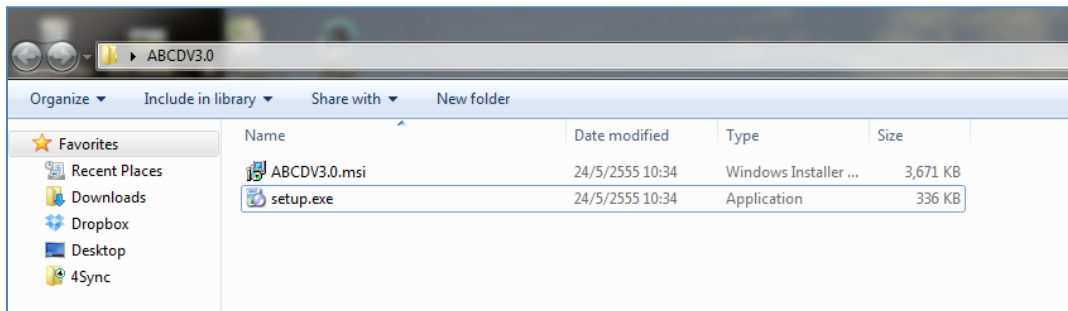 ABCDV3.0
Organize Include in library Share with New folder
Favorites
Recent Places
Downloads
Dropbox
Desktop
4Sync
Name Date modified Type Size
ABCDV3.0.msi 24/5/2555 10:34 Windows Installer ... 3,671 KB
setup.exe 24/5/2555 10:34 Application 336 KB